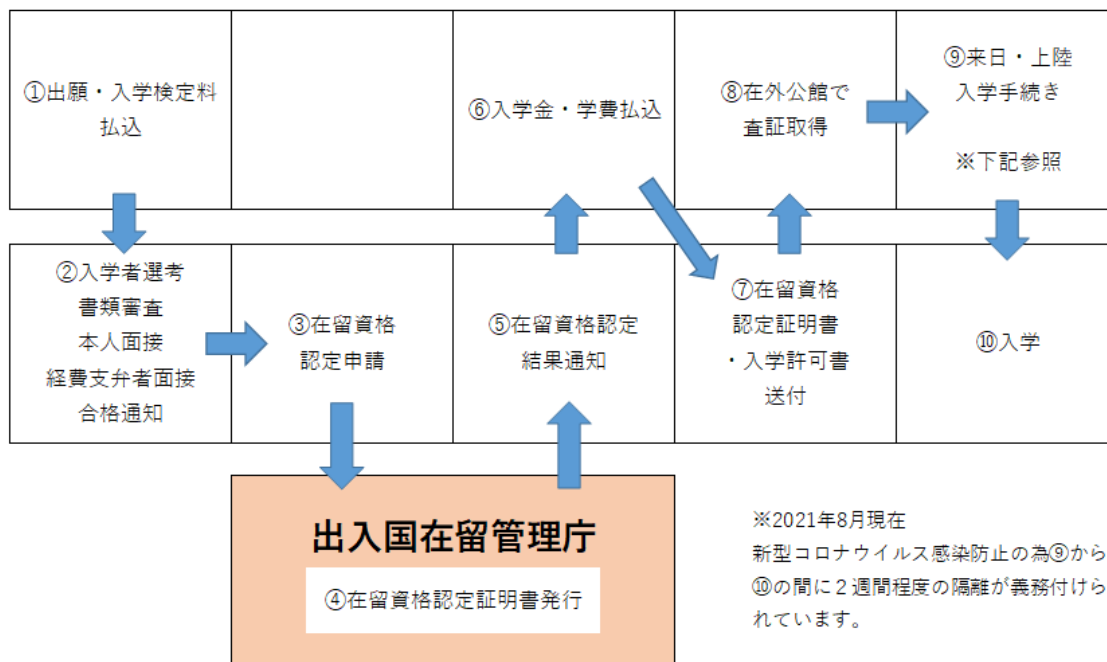 ①出願・入学検定料
払込
⑥入学金・学費払込
⑧在外公館で
査証取得
⑨来日・上陸
入学手続き
※下記参照
②入学者選考
書類審査
本人面接
経費支弁者面接
合格通知
③在留資格
認定申請
⑤在留資格認定
結果通知
⑦在留資格
認定証明書
・入学許可書
送付
⑩入学
出入国在留管理庁
④在留資格認定証明書発行
※2021年8月現在
新型コロナウイルス感染防止の為⑨から
⑩の間に２週間程度の隔離が義務付けら
れています。